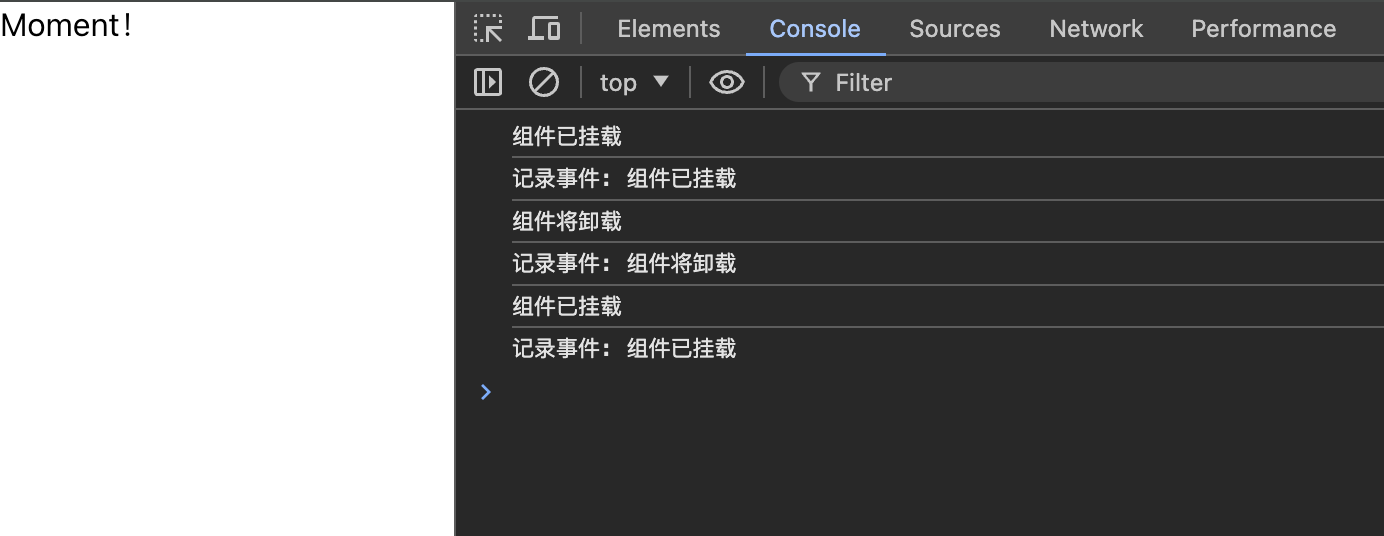 Moment！
Elements Console Sources Network Performance
top Filter
组件已挂载
记录事件: 组件已挂载
组件将卸载
记录事件: 组件将卸载
组件已挂载
记录事件: 组件已挂载